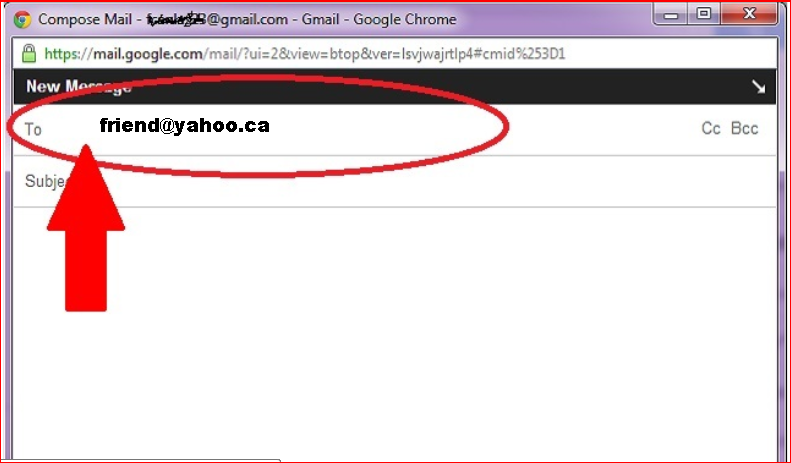 Compose Mail - @gmail.com - Gmail - Google Chrome
https://mail.google.com/mail/?ui=2&view=btop&ver=lsvjwajrtlp4#cmid%253D1
New Message
To friend@yahoo.ca Cc Bcc
Subject